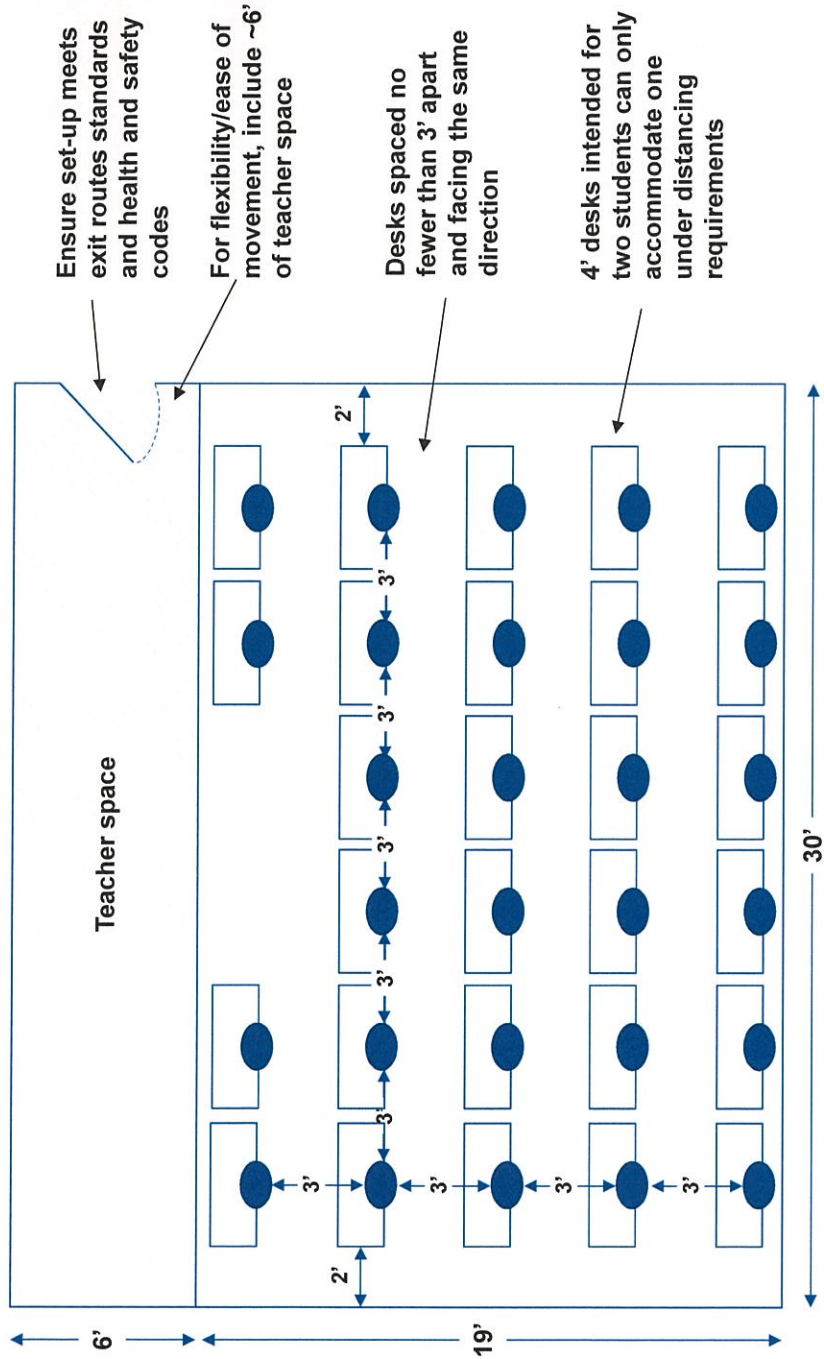 Ensure set-up meets
exit routes standards
and health and safety
codes
For flexibility/ease of
movement, include ~6'
of teacher space
Desks spaced no
fewer than 3' apart
and facing the same
direction
4' desks intended for
two students can only
accommodate one
under distancing
requirements
6'
Teacher space
19'
2'
2'
3'
3'
3'
3'
3'
3'
3'
3'
3'
30'